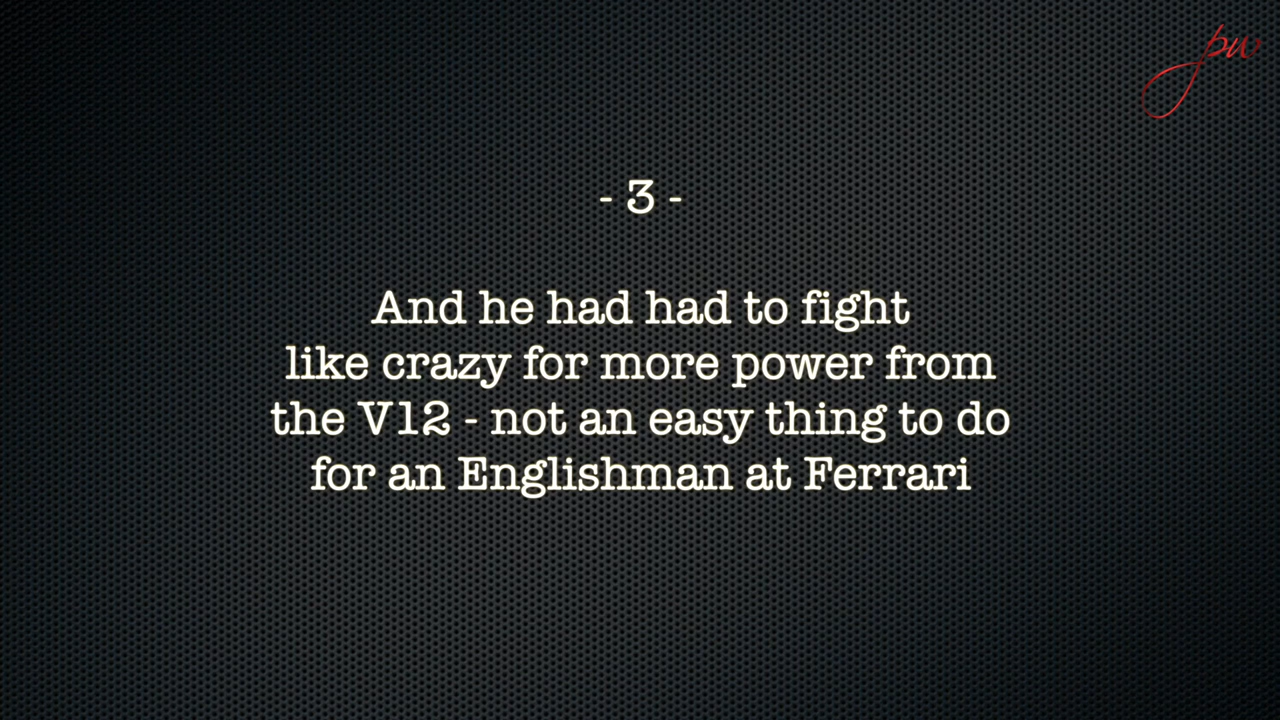 pw
- 3 -
And he had had to fight
like crazy for more power from
the V12 - not an easy thing to do
for an Englishman at Ferrari